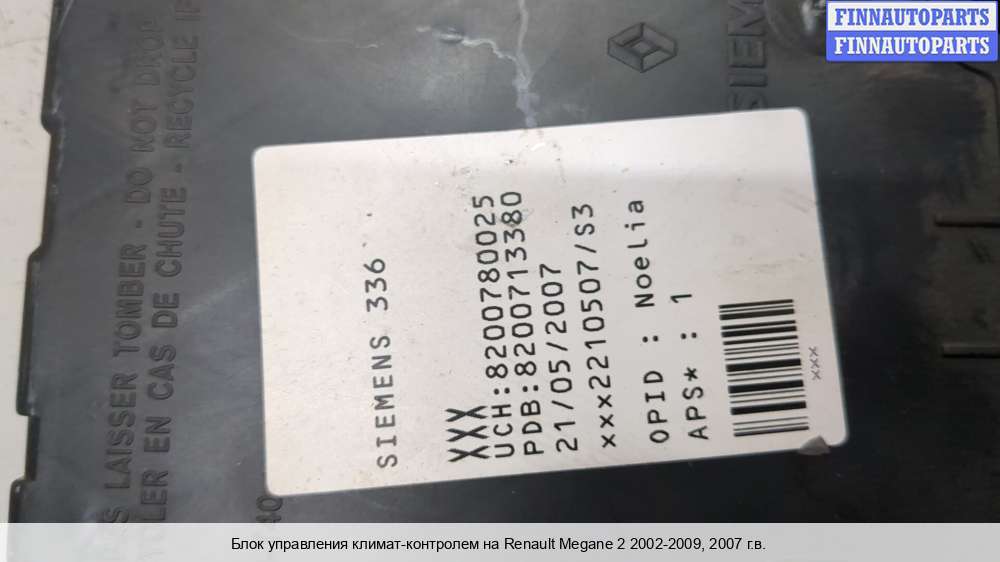 FINNAUTOPARTS
FINNAUTOPARTS
LAISSER TOMBER - DO NOT DROP
EN CAS DE CHUTE - RECYCLE IF
SIEMENS 336
XXX
UCH:8200780025
PDB:8200713380
21/05/2007
xxx2210507/S3
OPID : Noelia
APS* : 1
xxx
Блок управления климат-контролем на Renault Megane 2 2002-2009, 2007 г.в.